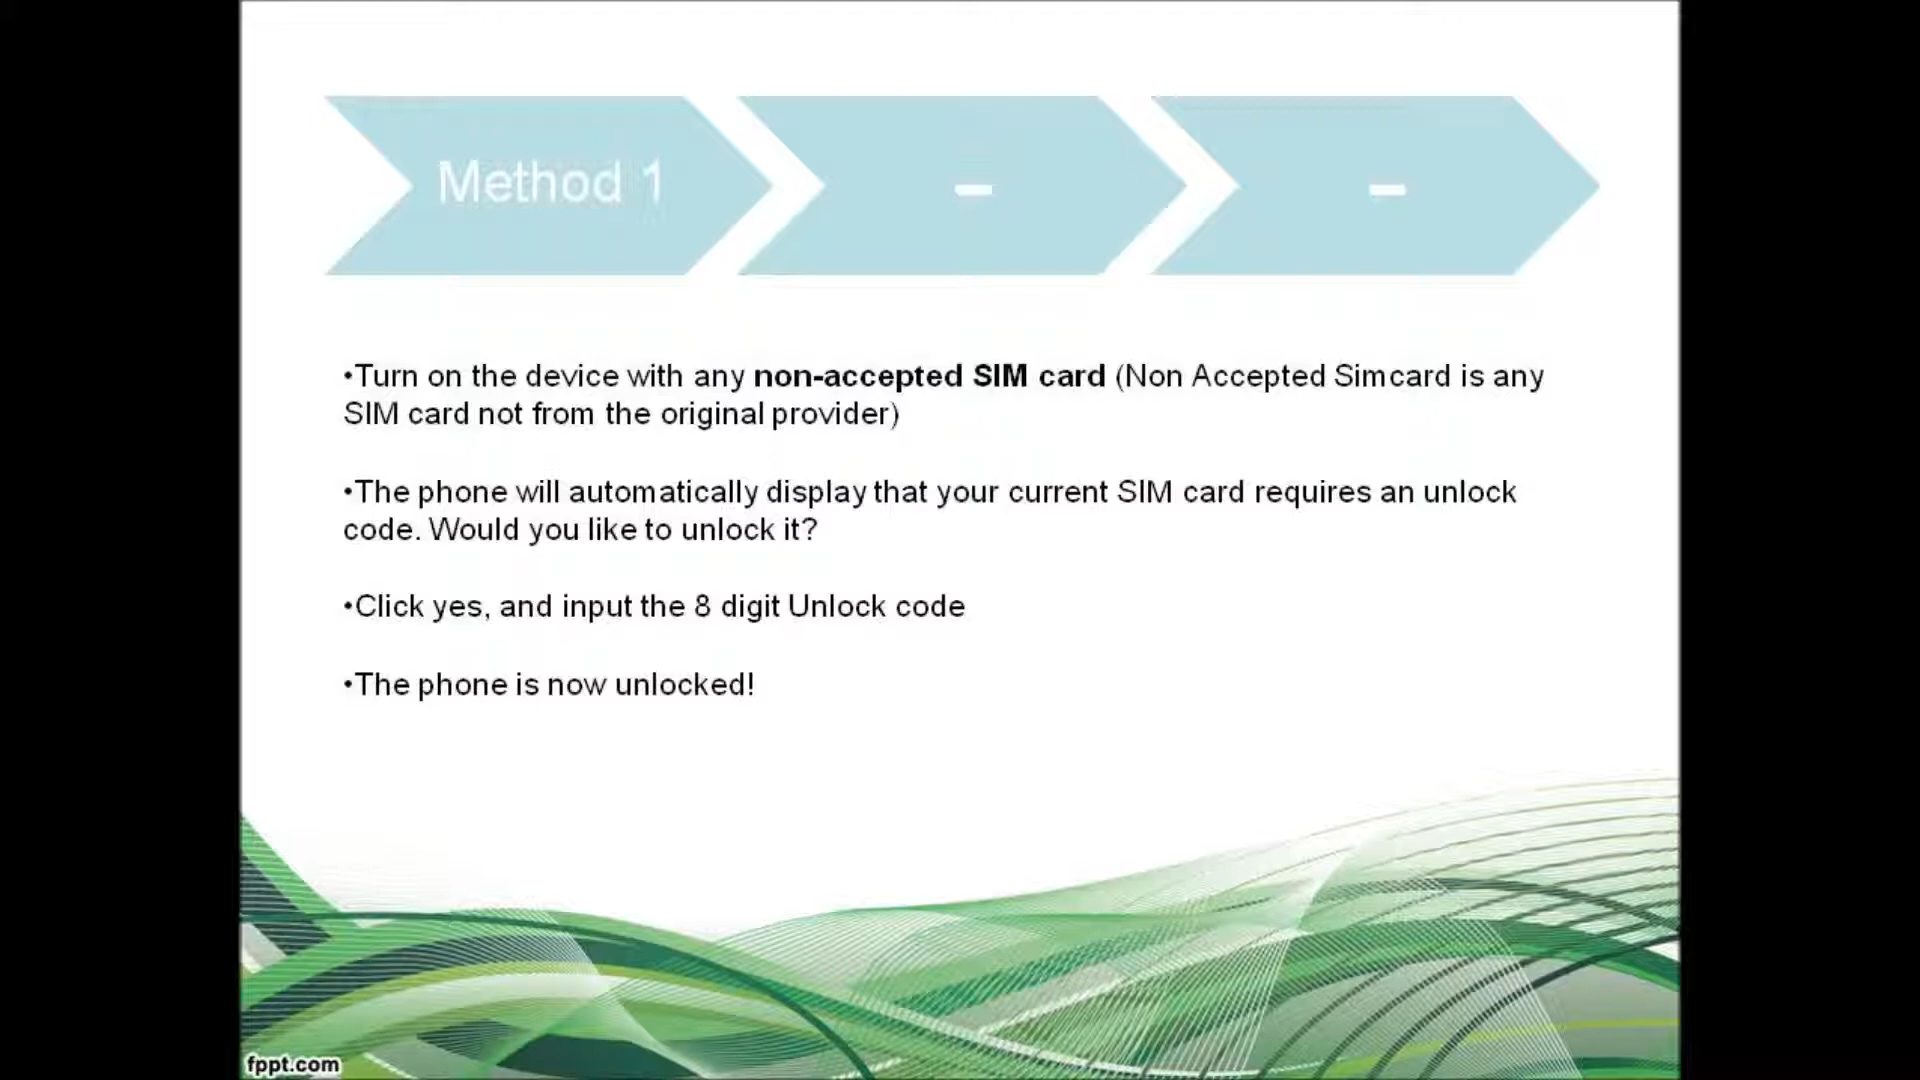 Method 1
-
-
•Turn on the device with any non-accepted SIM card (Non Accepted Simcard is any
SIM card not from the original provider)
•The phone will automatically display that your current SIM card requires an unlock
code. Would you like to unlock it?
•Click yes, and input the 8 digit Unlock code
•The phone is now unlocked!
fppt.com